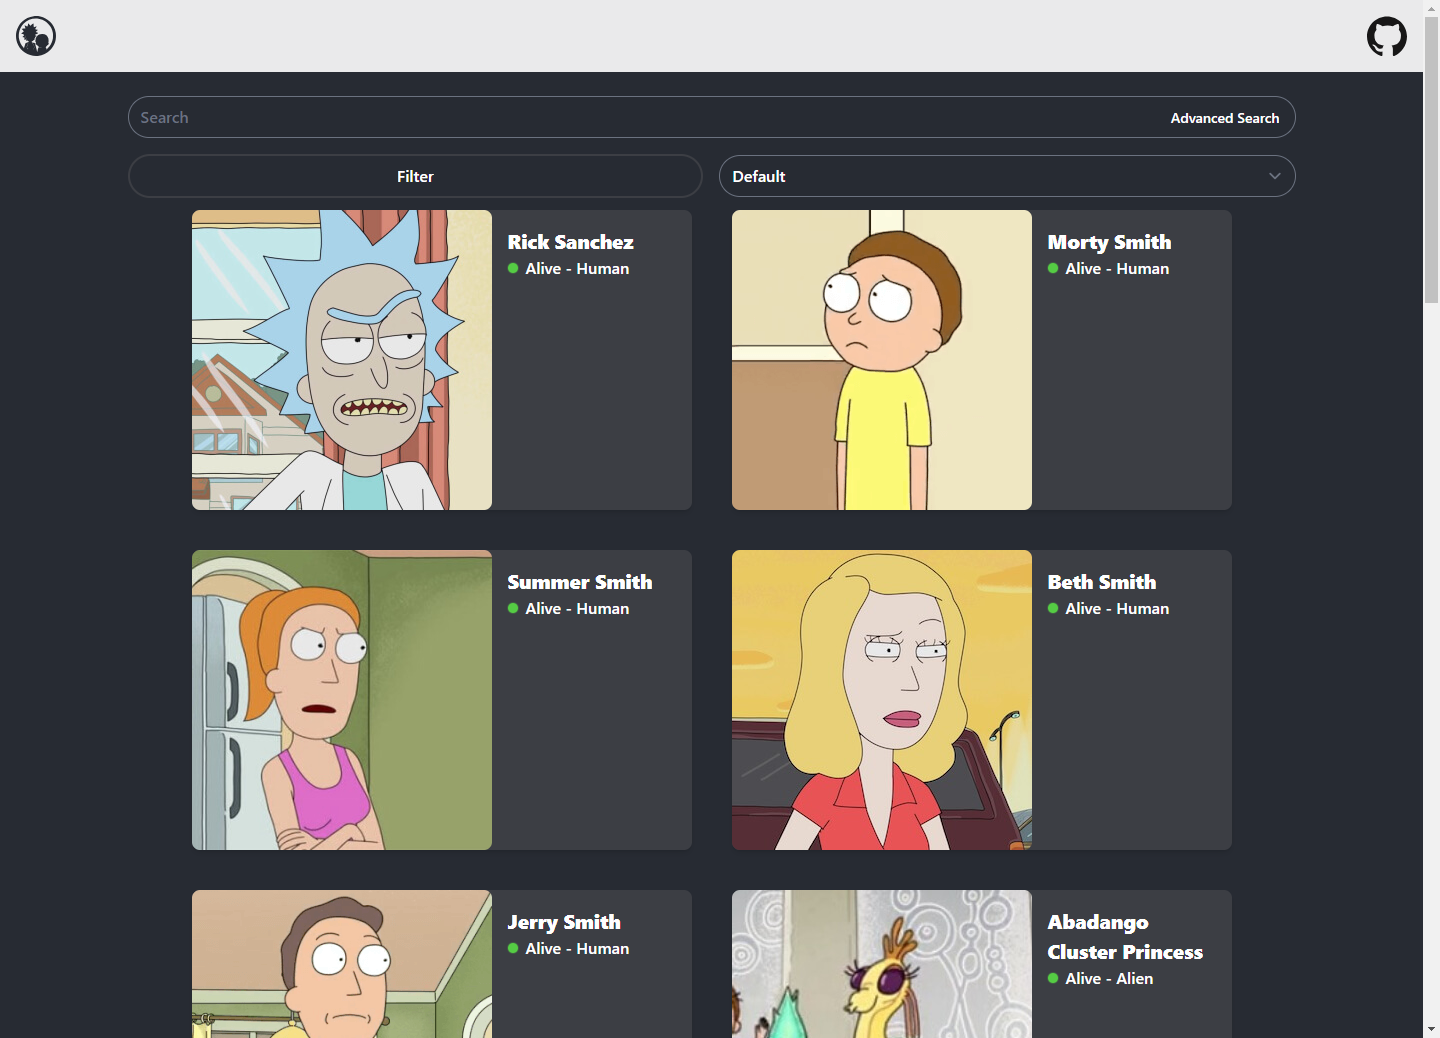 Search
Advanced Search
Filter
Default
Rick Sanchez
Alive - Human
Morty Smith
Alive - Human
Summer Smith
Alive - Human
Beth Smith
Alive - Human
Jerry Smith
Alive - Human
Abadango
Cluster Princess
Alive - Alien